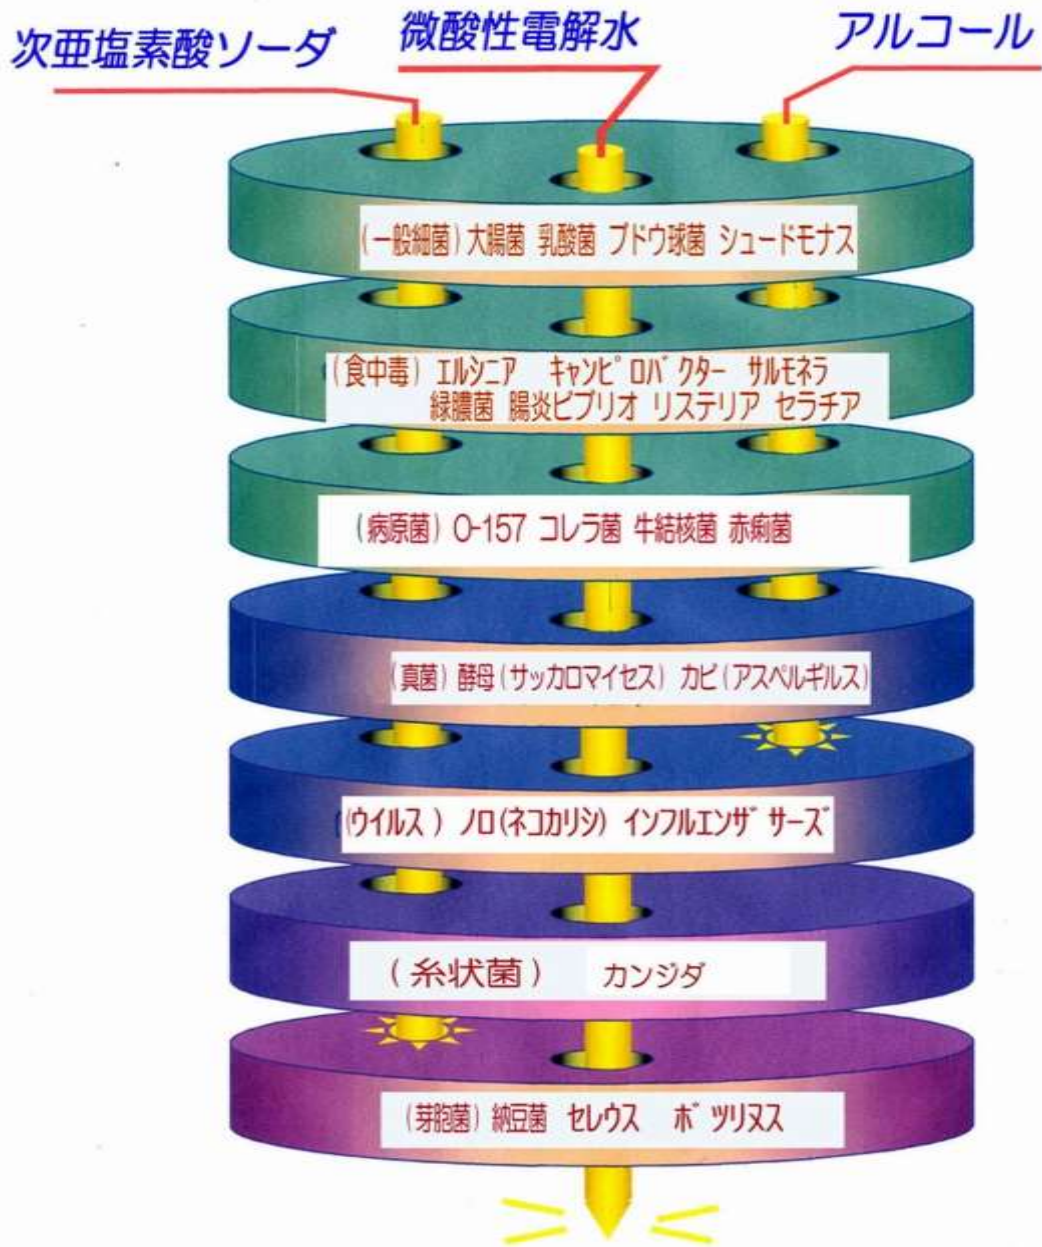 次亜塩素酸ソーダ
微酸性電解水
アルコール
(一般細菌) 大腸菌 乳酸菌 ブドウ球菌 シュードモナス
(食中毒) エルシニア キャンピロバクター サルモネラ
緑膿菌 腸炎ビブリオ リステリア セラチア
(病原菌) O-157 コレラ菌 牛結核菌 赤痢菌
(真菌) 酵母(サッカロマイセス) カビ(アスペルギルス)
(ウイルス) ノロ(ネコカリシ) インフルエンザ サーズ
(糸状菌) カンジダ
(芽胞菌) 納豆菌 セレウス ボツリヌス